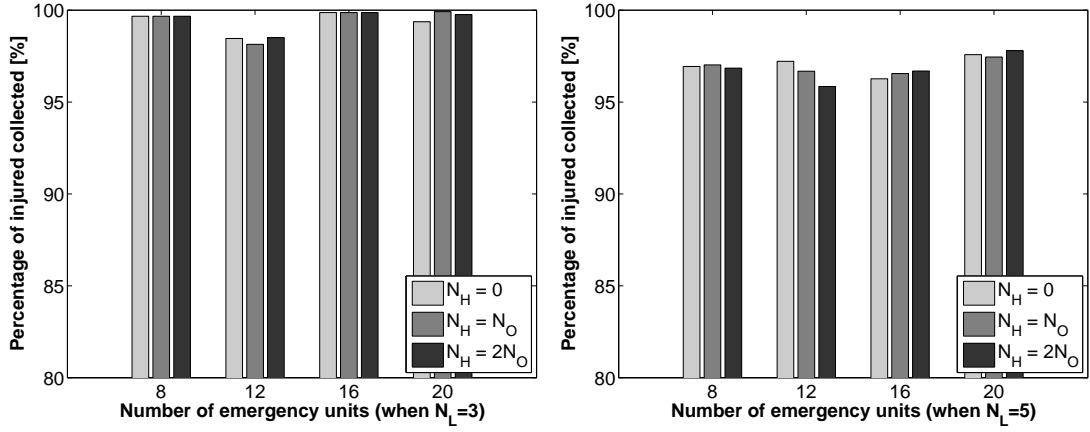 Percentage of injured collected [%]
100
95
90
85
80
8
12
16
20
Number of emergency units (when N_L=3)
N_H = 0
N_H = N_O
N_H = 2N_O
Percentage of injured collected [%]
100
95
90
85
80
8
12
16
20
Number of emergency units (when N_L=5)
N_H = 0
N_H = N_O
N_H = 2N_O